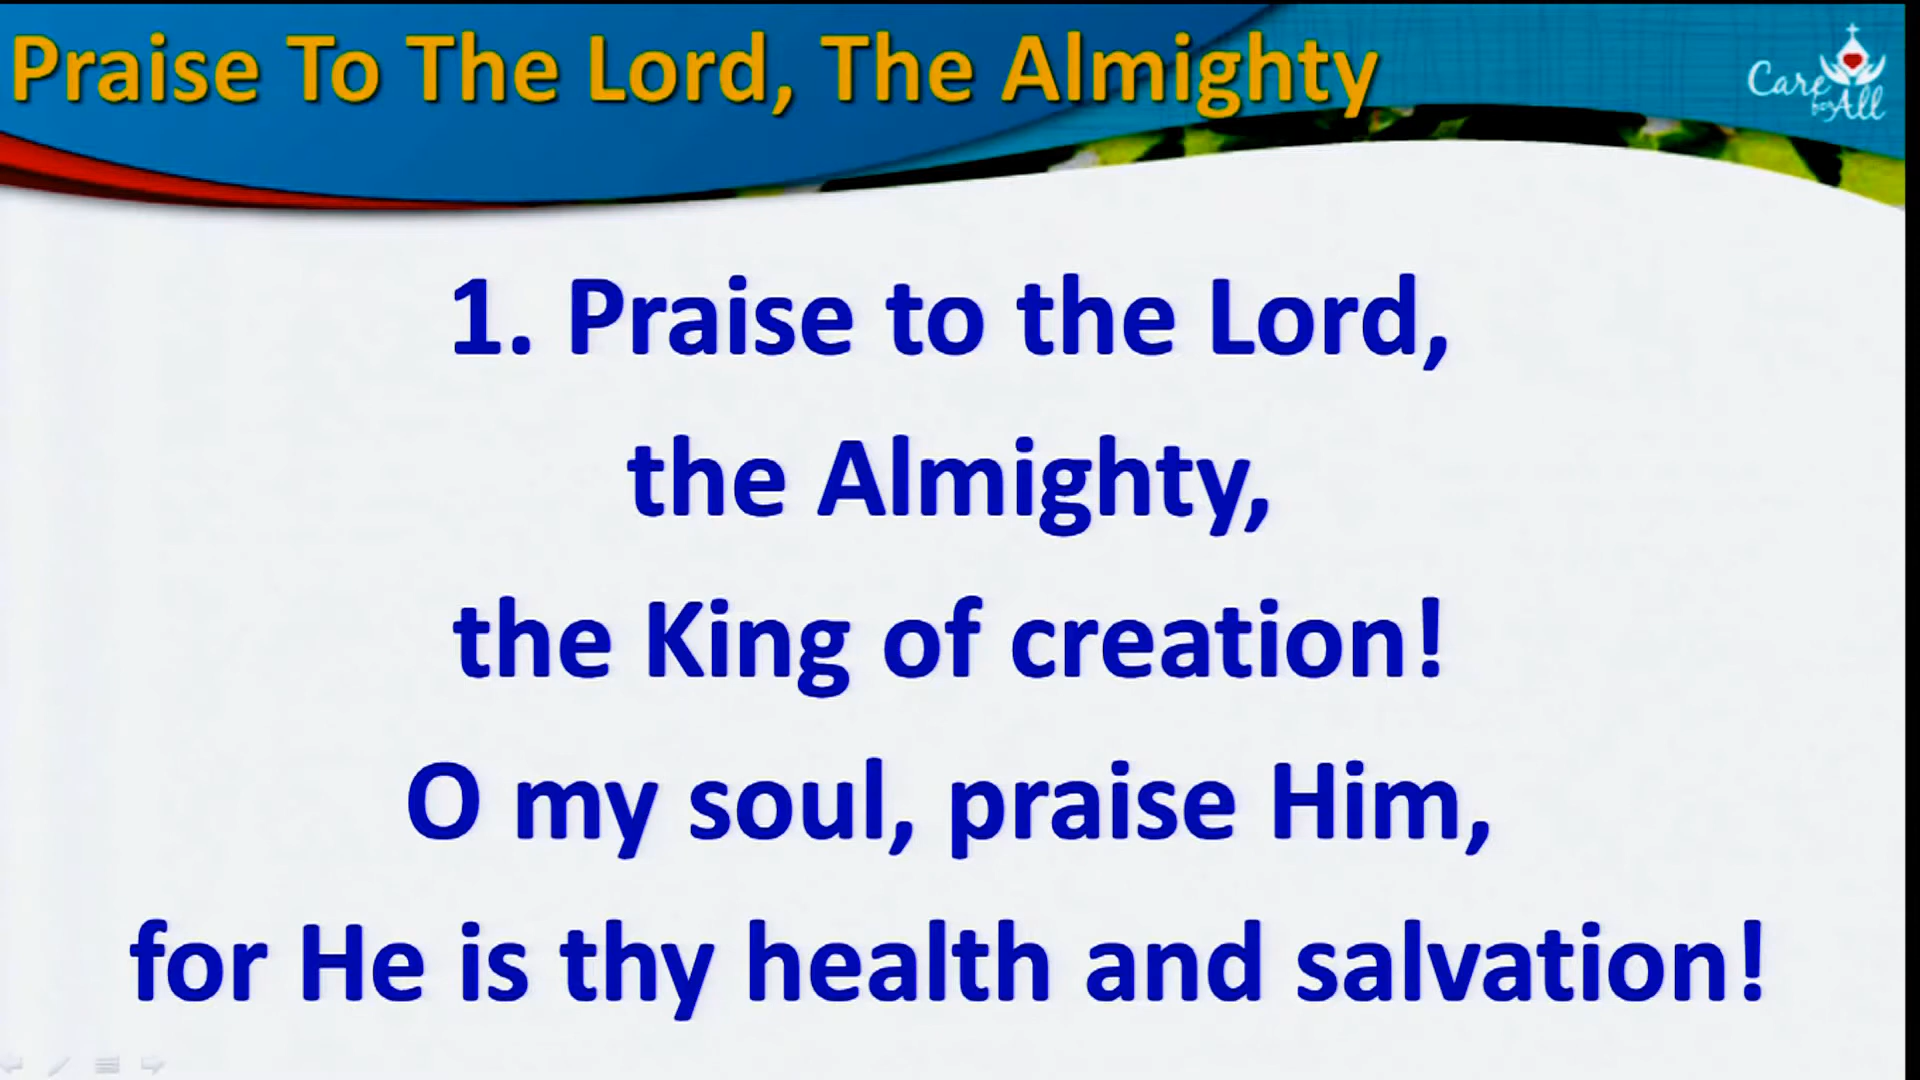 Praise To The Lord, The Almighty
Care
for All
1. Praise to the Lord,
the Almighty,
the King of creation!
O my soul, praise Him,
for He is thy health and salvation!